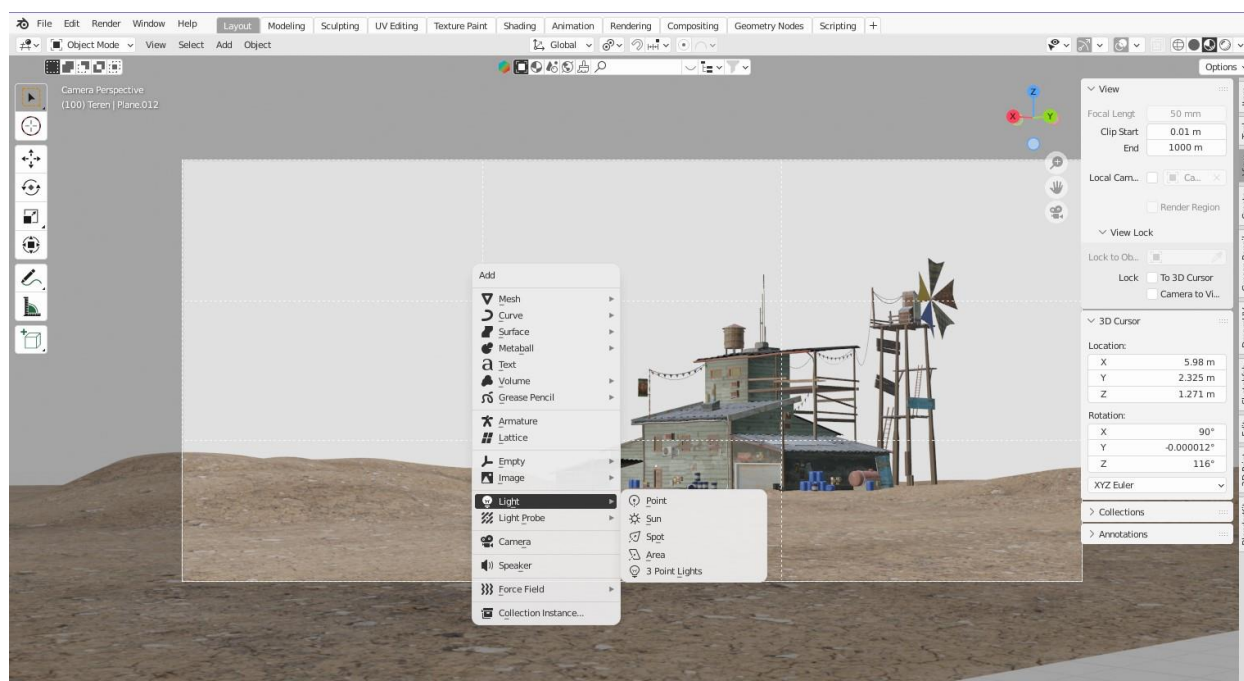 File Edit Render Window Help Layout Modeling Sculpting UV Editing Texture Paint Shading Animation Rendering Compositing Geometry Nodes Scripting +
Object Mode View Select Add Object Global
Options
Camera Perspective
(100) Teren | Plane.012
Z
X Y
View
Focal Lengt 50 mm
Clip Start 0.01 m
End 1000 m
Local Cam... Ca...
Render Region
View Lock
Lock to Ob...
Lock To 3D Cursor
Camera to Vi...
3D Cursor
Location:
X 5.98 m
Y 2.325 m
Z 1.271 m
Rotation:
X 90°
Y -0.000012°
Z 116°
XYZ Euler
Collections
Annotations
Add
Mesh
Curve
Surface
Metaball
Text
Volume
Grease Pencil
Armature
Lattice
Empty
Image
Light
Light Probe
Camera
Speaker
Force Field
Collection Instance...
Point
Sun
Spot
Area
3 Point Lights